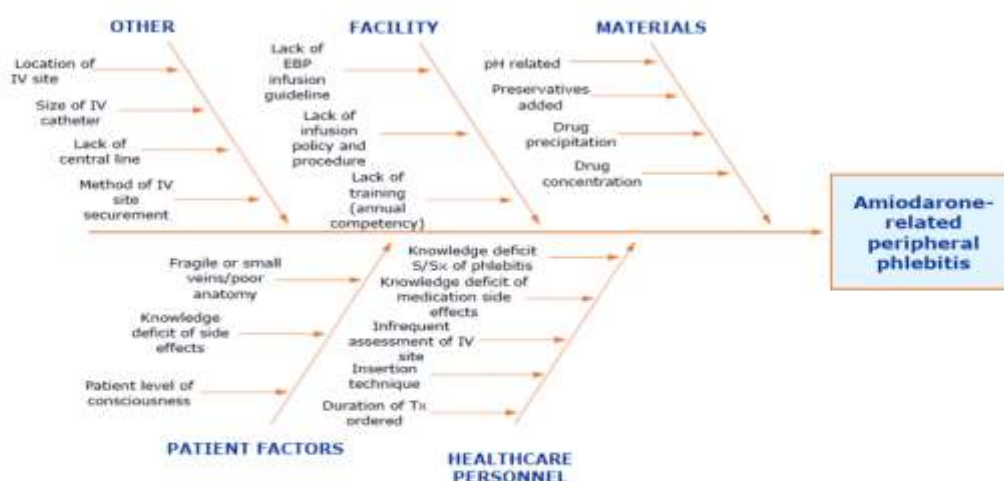 OTHER
Location of
IV site
Size of IV
catheter
Lack of
central line
Method of IV
site
securement
FACILITY
Lack of
EBP
infusion
guideline
Lack of
infusion
policy and
procedure
Lack of
training
(annual
competency)
MATERIALS
pH related
Preservatives
added
Drug
precipitation
Drug
concentration
Amiodarone-
related
peripheral
phlebitis
Fragile or small
veins/poor
anatomy
Knowledge
deficit of side
effects
Patient level of
consciousness
PATIENT FACTORS
Knowledge deficit
S/Sx of phlebitis
Knowledge deficit of
medication side
effects
Infrequent
assessment of IV
site
Insertion
technique
Duration of Tx
ordered
HEALTHCARE
PERSONNEL